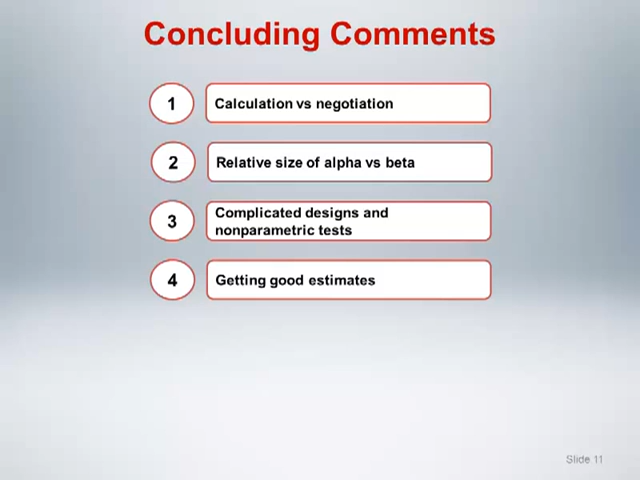 Concluding Comments
1
Calculation vs negotiation
2
Relative size of alpha vs beta
3
Complicated designs and
nonparametric tests
4
Getting good estimates
Slide 11